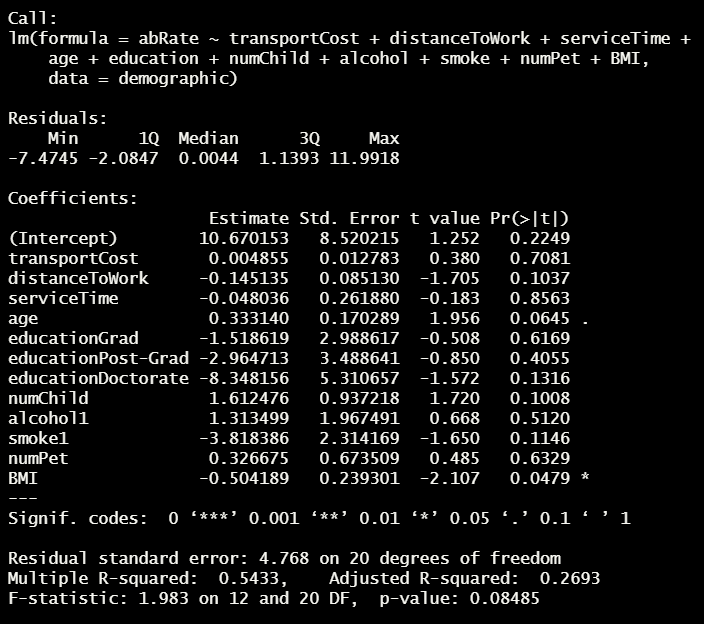 Call:
lm(formula = abRate ~ transportCost + distanceToWork + serviceTime +
    age + education + numChild + alcohol + smoke + numPet + BMI,
    data = demographic)

Residuals:
    Min      1Q  Median      3Q     Max
-7.4745 -2.0847  0.0044  1.1393 11.9918

Coefficients:
                    Estimate Std. Error t value Pr(>|t|)
(Intercept)        10.670153   8.520215   1.252   0.2249
transportCost       0.004855   0.012783   0.380   0.7081
distanceToWork     -0.145135   0.085130  -1.705   0.1037
serviceTime        -0.048036   0.261880  -0.183   0.8563
age                 0.333140   0.170289   1.956   0.0645 .
educationGrad      -1.518619   2.988617  -0.508   0.6169
educationPost-Grad -2.964713   3.488641  -0.850   0.4055
educationDoctorate -8.348156   5.310657  -1.572   0.1316
numChild            1.612476   0.937218   1.720   0.1008
alcohol1            1.313499   1.967491   0.668   0.5120
smoke1             -3.818386   2.314169  -1.650   0.1146
numPet              0.326675   0.673509   0.485   0.6329
BMI                -0.504189   0.239301  -2.107   0.0479 *
---
Signif. codes:  0 ‘***’ 0.001 ‘**’ 0.01 ‘*’ 0.05 ‘.’ 0.1 ‘ ’ 1

Residual standard error: 4.768 on 20 degrees of freedom
Multiple R-squared:  0.5433,    Adjusted R-squared:  0.2693
F-statistic: 1.983 on 12 and 20 DF,  p-value: 0.08485